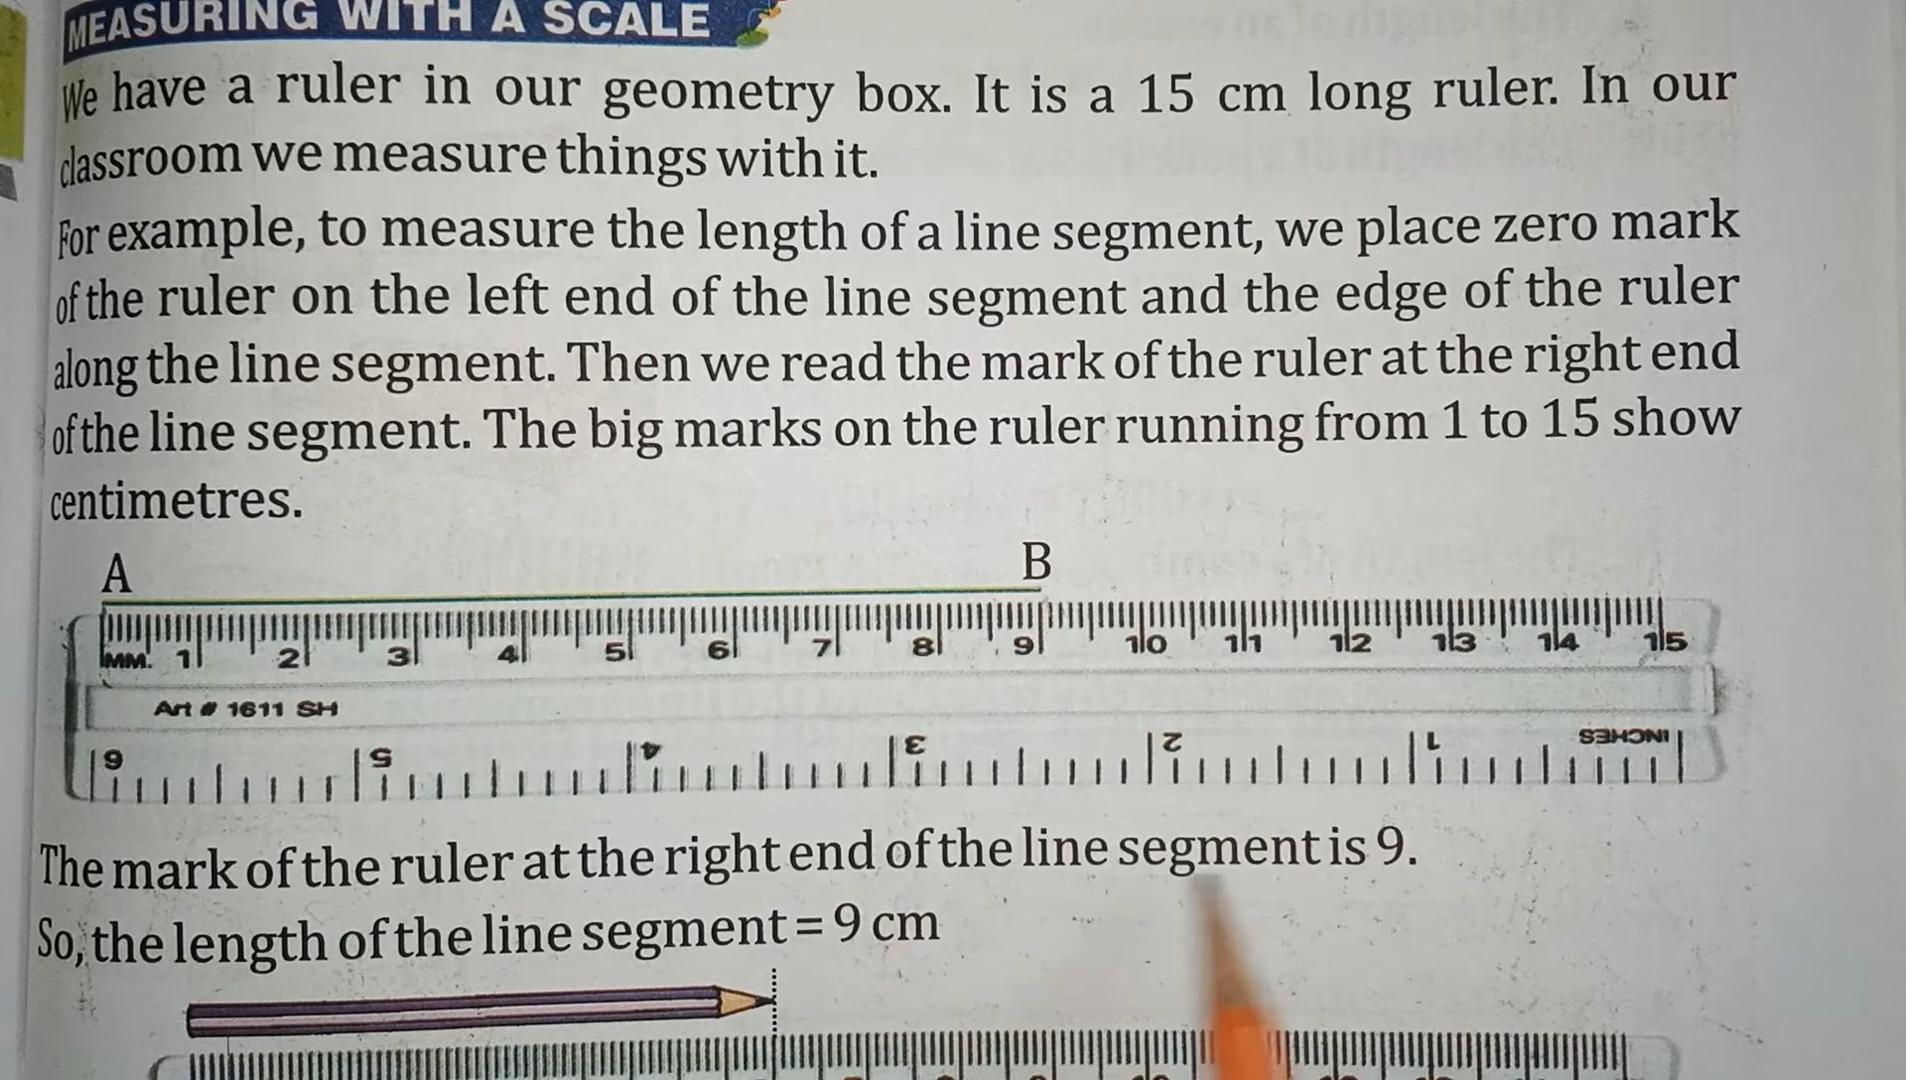 MEASURING WITH A SCALE
We have a ruler in our geometry box. It is a 15 cm long ruler. In our
classroom we measure things with it.
For example, to measure the length of a line segment, we place zero mark
of the ruler on the left end of the line segment and the edge of the ruler
along the line segment. Then we read the mark of the ruler at the right end
of the line segment. The big marks on the ruler running from 1 to 15 show
centimetres.
A B
MM. 1 2 3 4 5 6 7 8 9 10 11 12 13 14 15
Art # 1611 SH
6 5 4 3 2 1 INCHES
The mark of the ruler at the right end of the line segment is 9.
So, the length of the line segment = 9 cm